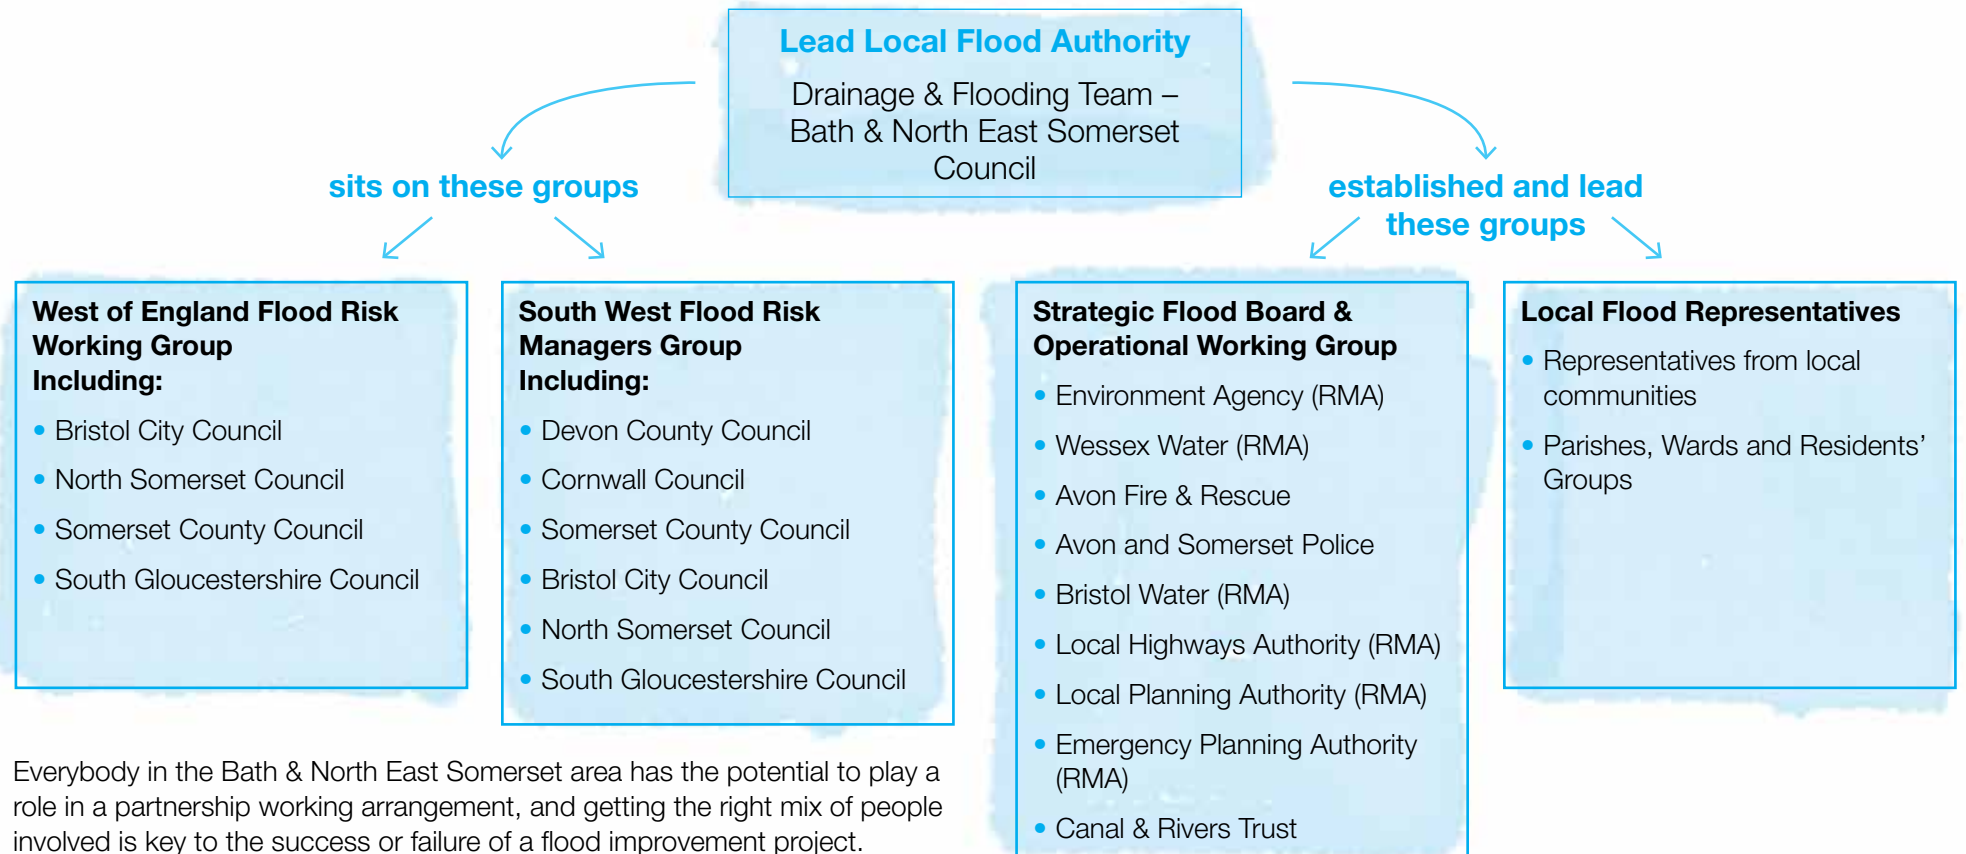 Lead Local Flood Authority
Drainage & Flooding Team –
Bath & North East Somerset
Council
sits on these groups
established and lead
these groups
West of England Flood Risk
Working Group
Including:
• Bristol City Council
• North Somerset Council
• Somerset County Council
• South Gloucestershire Council
South West Flood Risk
Managers Group
Including:
• Devon County Council
• Cornwall Council
• Somerset County Council
• Bristol City Council
• North Somerset Council
• South Gloucestershire Council
Strategic Flood Board &
Operational Working Group
• Environment Agency (RMA)
• Wessex Water (RMA)
• Avon Fire & Rescue
• Avon and Somerset Police
• Bristol Water (RMA)
• Local Highways Authority (RMA)
• Local Planning Authority (RMA)
• Emergency Planning Authority
(RMA)
• Canal & Rivers Trust
Local Flood Representatives
• Representatives from local
communities
• Parishes, Wards and Residents’
Groups
Everybody in the Bath & North East Somerset area has the potential to play a
role in a partnership working arrangement, and getting the right mix of people
involved is key to the success or failure of a flood improvement project.